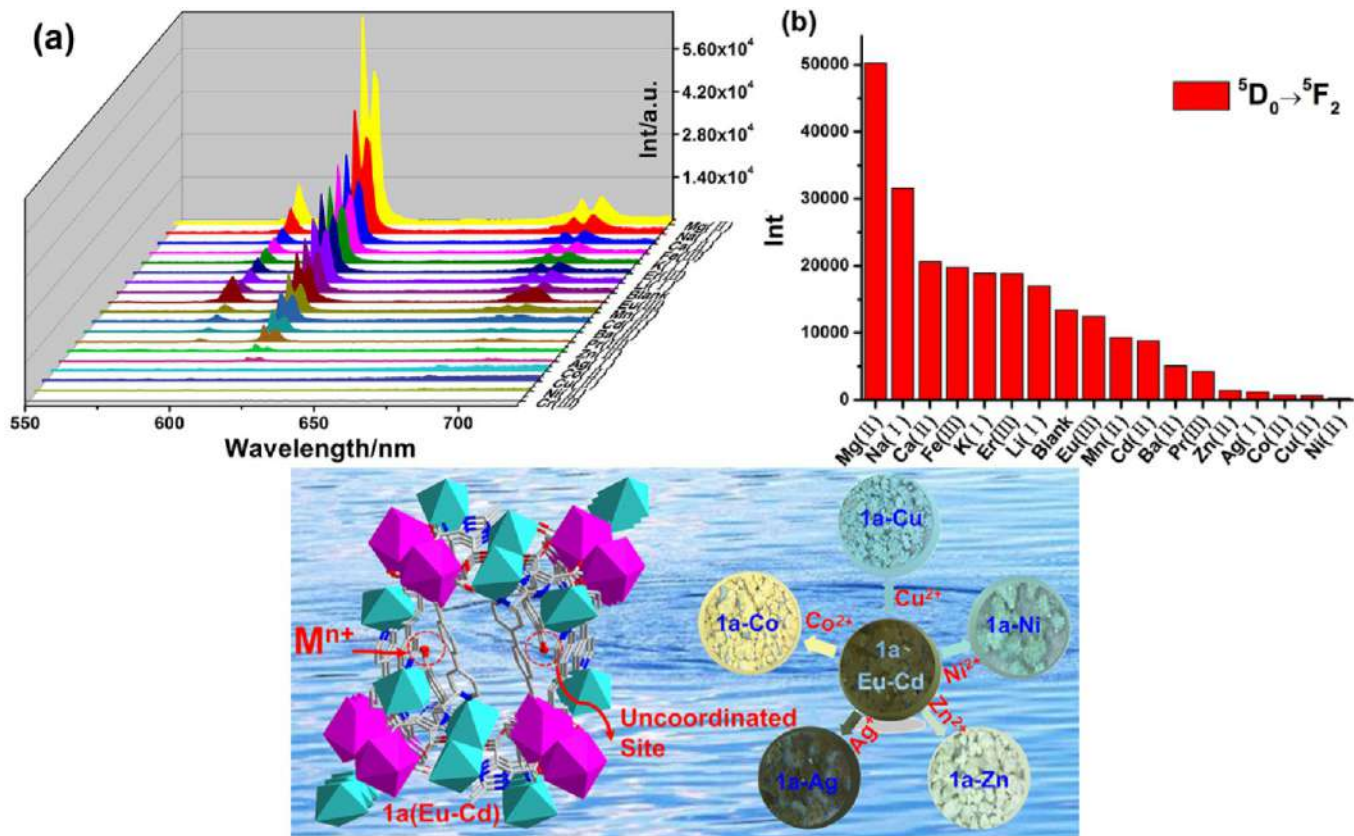 (a)
5.60x10⁴
4.20x10⁴
2.80x10⁴
1.40x10⁴
Int/a.u.
550
600
650
700
Wavelength/nm
(b)
50000
40000
30000
20000
10000
0
Int
⁵D₀→⁵F₂
Mg(II)
Na(I)
Ca(II)
Fe(III)
K(I)
Er(III)
Li(I)
Blank
Eu(III)
Mn(II)
Cd(II)
Ba(II)
Pr(III)
Zn(II)
Ag(I)
Co(II)
Cu(II)
Ni(II)
Mⁿ⁺
Uncoordinated
Site
1a(Eu-Cd)
1a-Cu
Cu²⁺
1a-Co
Co²⁺
1a-Ni
Ni²⁺
1a
Eu-Cd
Ag⁺
Zn²⁺
1a-Ag
1a-Zn